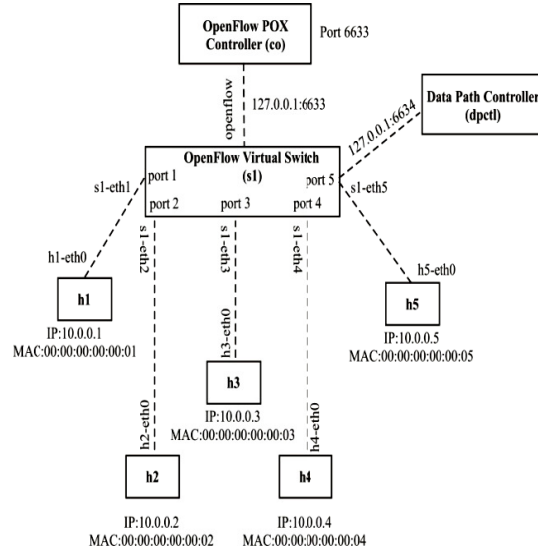 OpenFlow POX
Controller (co)
Port 6633
openflow
127.0.0.1:6633
Data Path Controller
(dpctl)
127.0.0.1:6634
OpenFlow Virtual Switch
(s1)
port 1
port 5
port 2
port 3
port 4
s1-eth1
s1-eth5
s1-eth2
s1-eth3
s1-eth4
h1-eth0
h5-eth0
h1
h5
IP:10.0.0.1
MAC:00:00:00:00:00:01
IP:10.0.0.5
MAC:00:00:00:00:00:05
h3-eth0
h3
IP:10.0.0.3
MAC:00:00:00:00:00:03
h2-eth0
h4-eth0
h2
h4
IP:10.0.0.2
MAC:00:00:00:00:00:02
IP:10.0.0.4
MAC:00:00:00:00:00:04